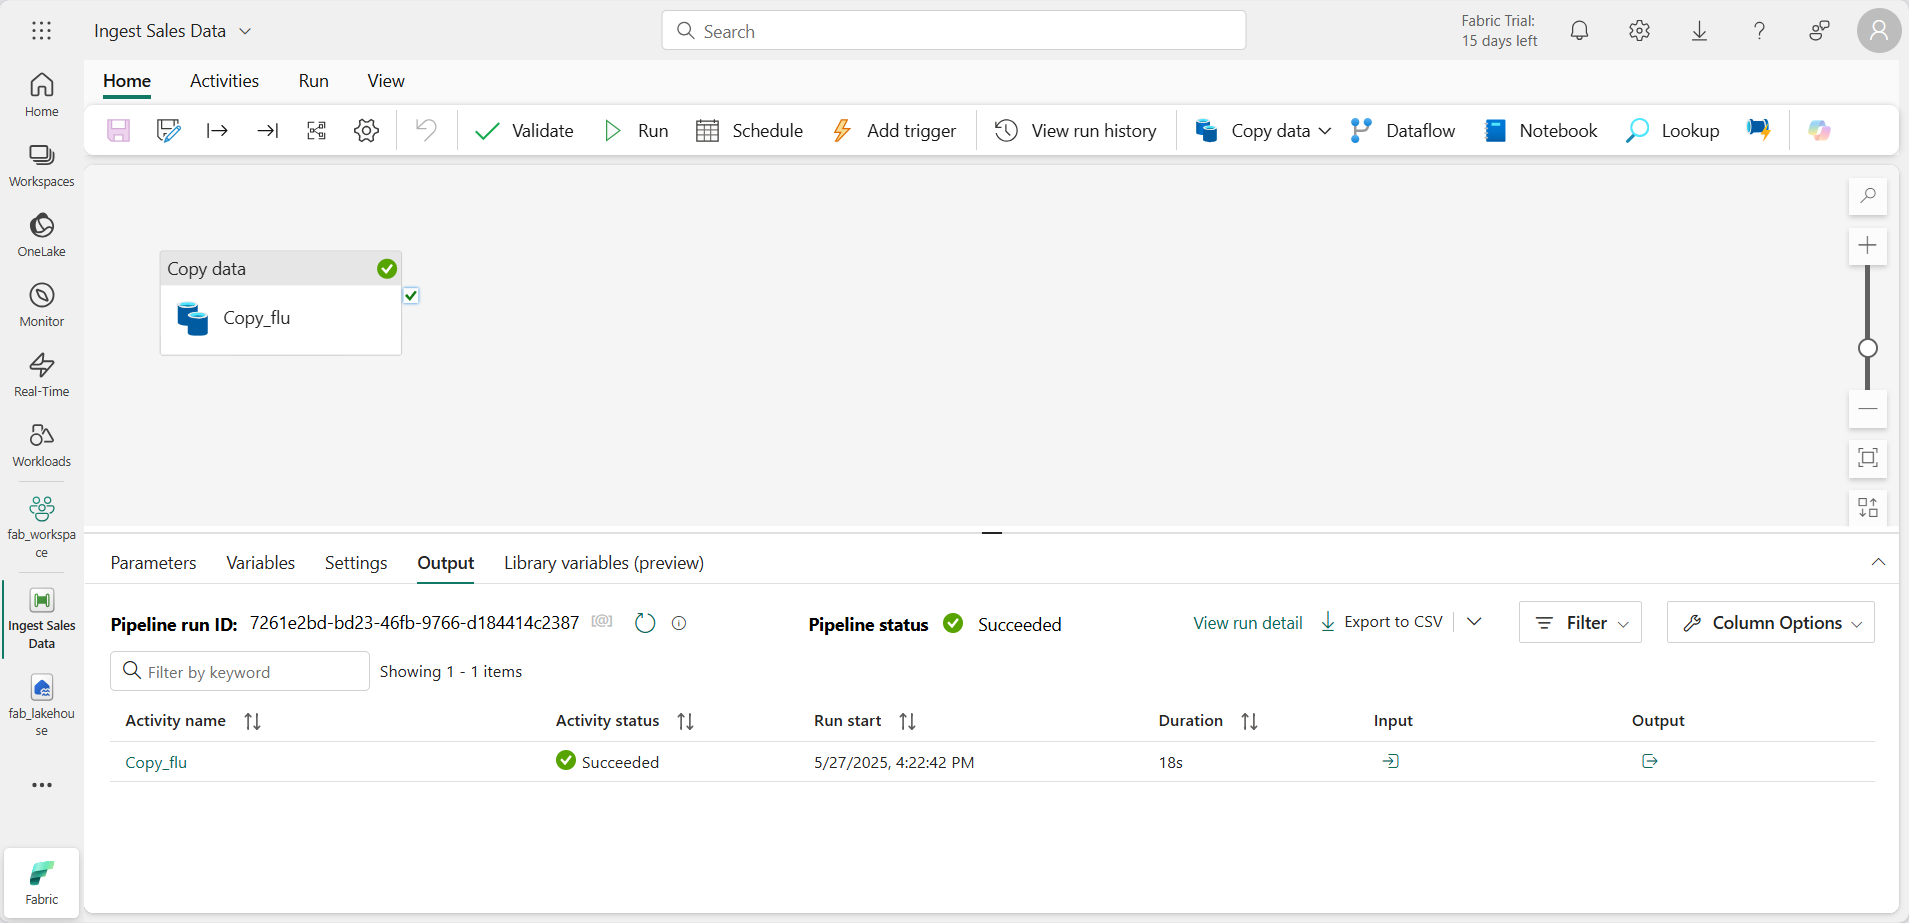 Ingest Sales Data
Search
Fabric Trial:
15 days left
Home
Activities
Run
View
Validate
Run
Schedule
Add trigger
View run history
Copy data
Dataflow
Notebook
Lookup
Home
Workspaces
OneLake
Monitor
Real-Time
Workloads
fab_workspa
ce
Ingest Sales
Data
fab_lakehou
se
Fabric
Copy data
Copy_flu
Parameters
Variables
Settings
Output
Library variables (preview)
Pipeline run ID: 7261e2bd-bd23-46fb-9766-d184414c2387
Pipeline status Succeeded
View run detail
Export to CSV
Filter
Column Options
Filter by keyword
Showing 1 - 1 items
Activity name
Activity status
Run start
Duration
Input
Output
Copy_flu
Succeeded
5/27/2025, 4:22:42 PM
18s